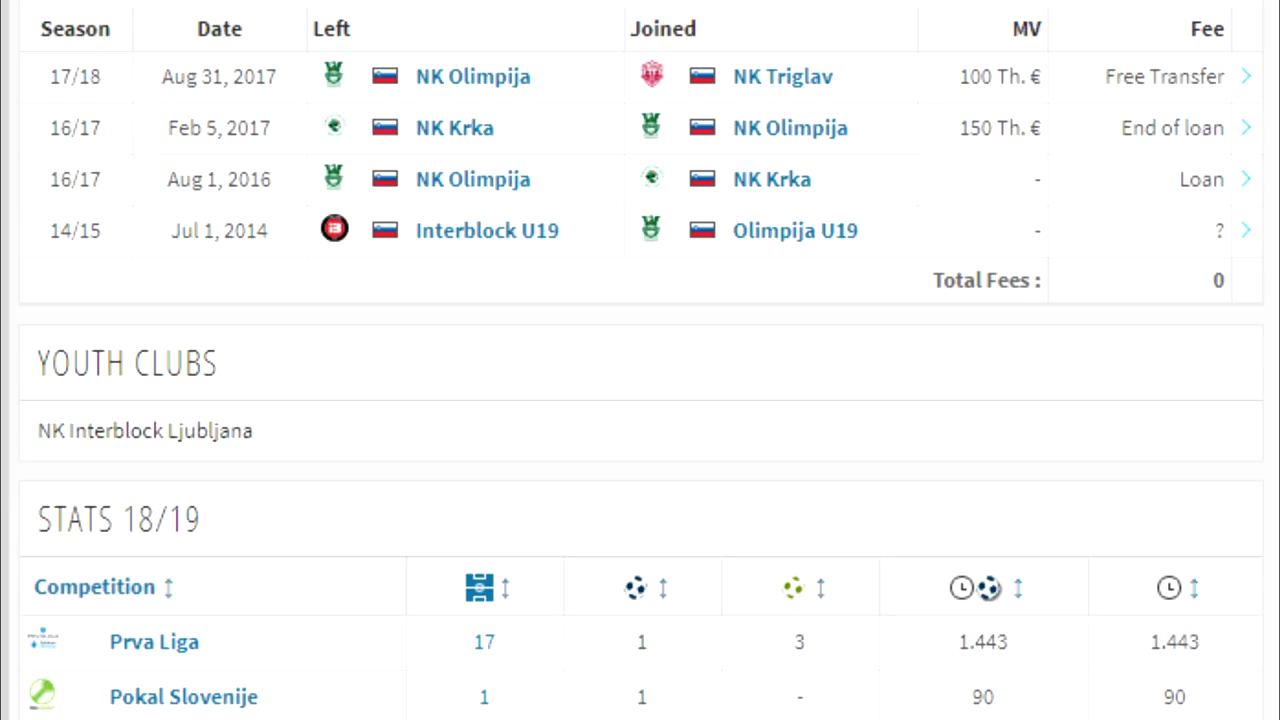 Season Date Left Joined MV Fee
17/18 Aug 31, 2017 NK Olimpija NK Triglav 100 Th. € Free Transfer
16/17 Feb 5, 2017 NK Krka NK Olimpija 150 Th. € End of loan
16/17 Aug 1, 2016 NK Olimpija NK Krka - Loan
14/15 Jul 1, 2014 Interblock U19 Olimpija U19 - ?
Total Fees : 0
YOUTH CLUBS
NK Interblock Ljubljana
STATS 18/19
Competition
Prva Liga 17 1 3 1.443 1.443
Pokal Slovenije 1 1 - 90 90